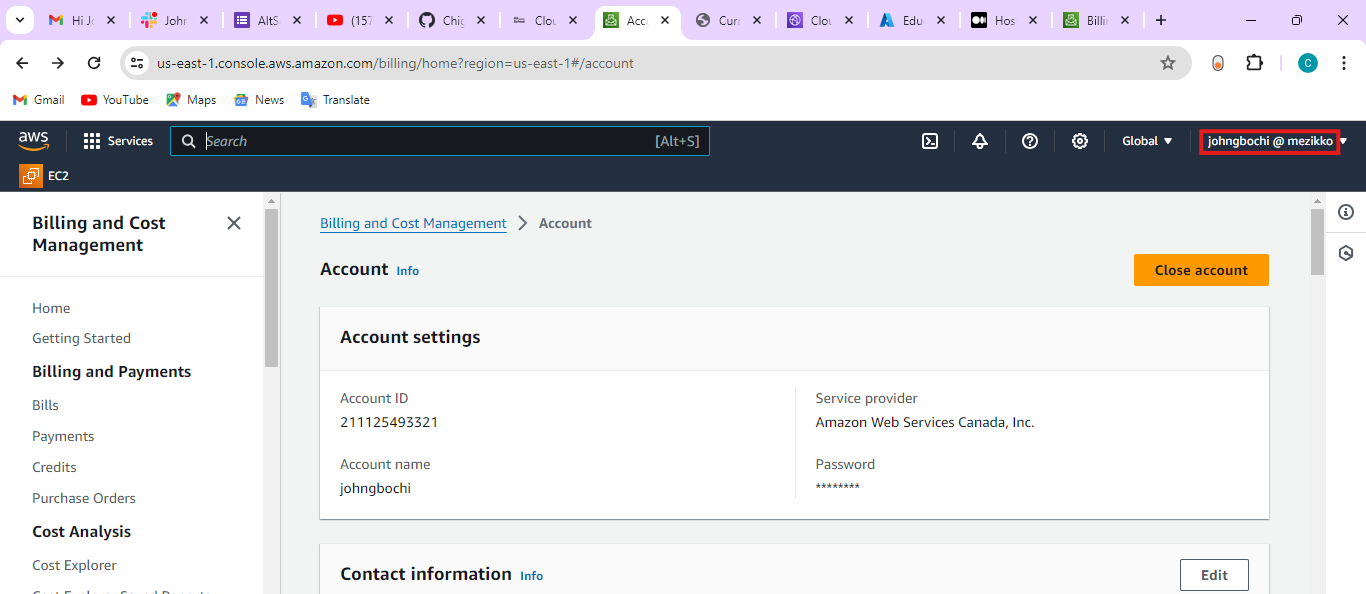 Hi Jo
John
AltS
(157
Chig
Clou
Acc
Curr
Clou
Edu
Hos
Billin
us-east-1.console.aws.amazon.com/billing/home?region=us-east-1#/account
C
Gmail
YouTube
Maps
News
Translate
aws
Services
Search
[Alt+S]
Global
johngbochi @ mezikko
EC2
Billing and Cost
Management
Home
Getting Started
Billing and Payments
Bills
Payments
Credits
Purchase Orders
Cost Analysis
Cost Explorer
Billing and Cost Management > Account
Account Info
Close account
Account settings
Account ID
211125493321
Account name
johngbochi
Service provider
Amazon Web Services Canada, Inc.
Password
********
Contact information Info
Edit